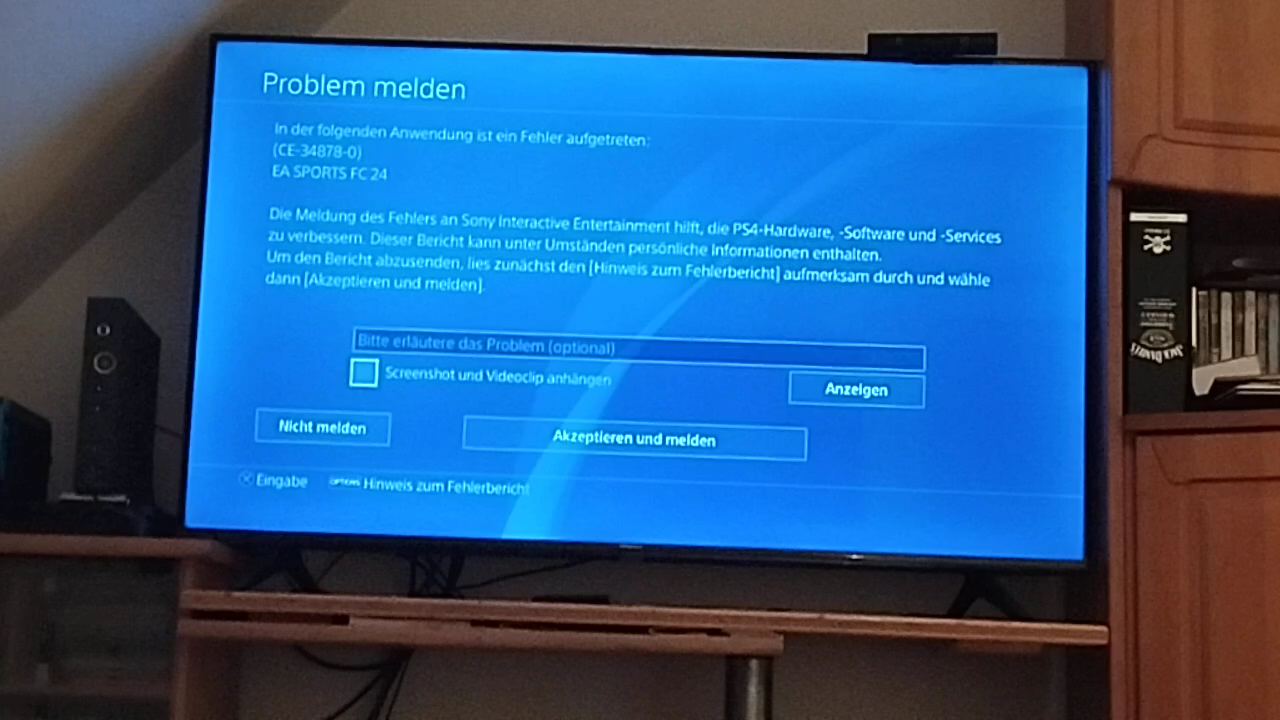 Problem melden
In der folgenden Anwendung ist ein Fehler aufgetreten:
(CE-34878-0)
EA SPORTS FC 24
Die Meldung des Fehlers an Sony Interactive Entertainment hilft, die PS4-Hardware, -Software und -Services
zu verbessern. Dieser Bericht kann unter Umständen persönliche Informationen enthalten.
Um den Bericht abzusenden, lies zunächst den [Hinweis zum Fehlerbericht] aufmerksam durch und wähle
dann [Akzeptieren und melden].
Bitte erläutere das Problem (optional)
Screenshot und Videoclip anhängen
Anzeigen
Nicht melden
Akzeptieren und melden
Eingabe
OPTIONS Hinweis zum Fehlerbericht
JACK DANIEL'S